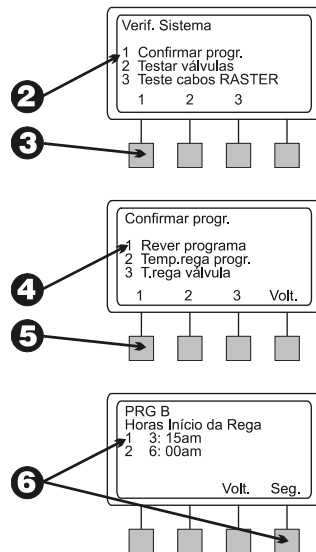 Verif. Sistema
1 Confirmar progr.
2 Testar válvulas
3 Teste cabos RASTER
1 2 3
2
3
Confirmar progr.
1 Rever programa
2 Temp.rega progr.
3 T.rega válvula
1 2 3 Volt.
4
5
PRG B
Horas Início da Rega
1 3: 15am
2 6: 00am
Volt. Seg.
6